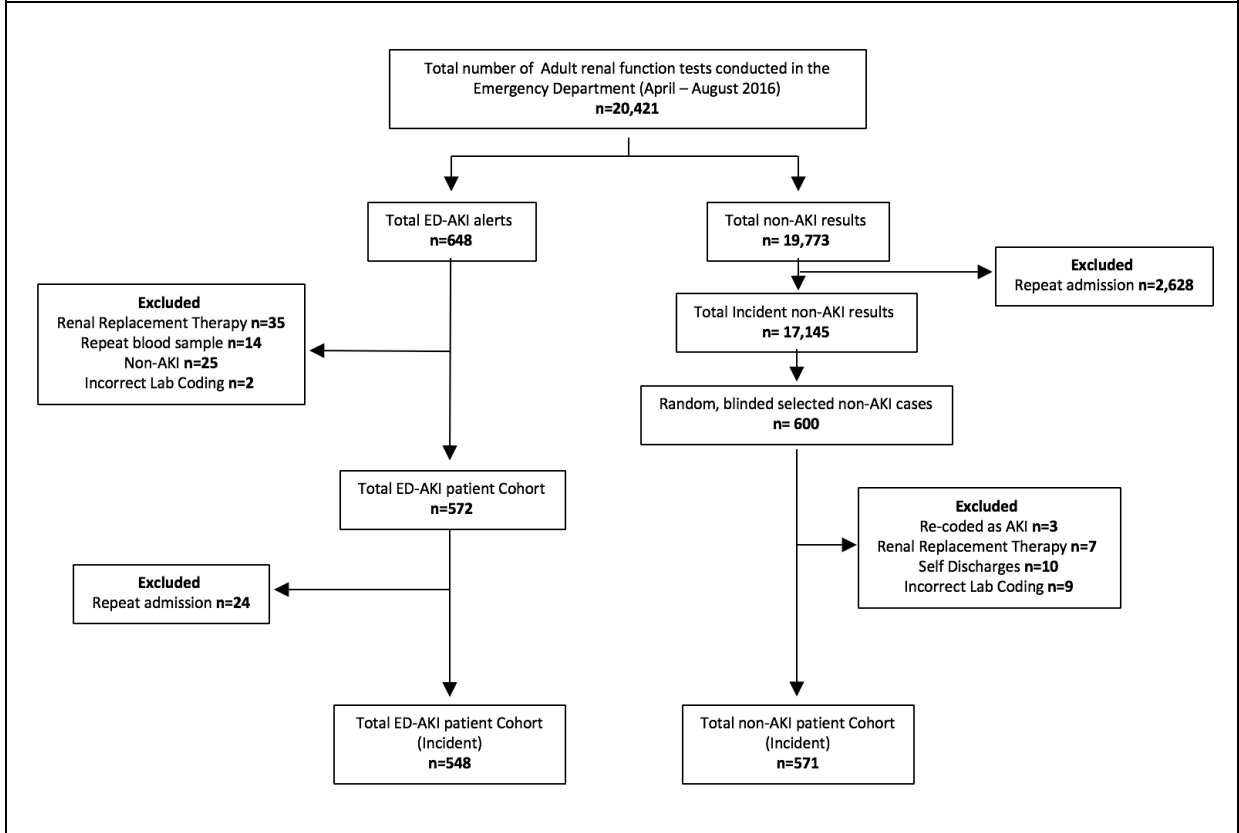 Total number of Adult renal function tests conducted in the
Emergency Department (April – August 2016)
n=20,421
Total ED-AKI alerts
n=648
Total non-AKI results
n= 19,773
Excluded
Repeat admission n=2,628
Excluded
Renal Replacement Therapy n=35
Repeat blood sample n=14
Non-AKI n=25
Incorrect Lab Coding n=2
Total Incident non-AKI results
n= 17,145
Random, blinded selected non-AKI cases
n= 600
Total ED-AKI patient Cohort
n=572
Excluded
Re-coded as AKI n=3
Renal Replacement Therapy n=7
Self Discharges n=10
Incorrect Lab Coding n=9
Excluded
Repeat admission n=24
Total ED-AKI patient Cohort
(Incident)
n=548
Total non-AKI patient Cohort
(Incident)
n=571